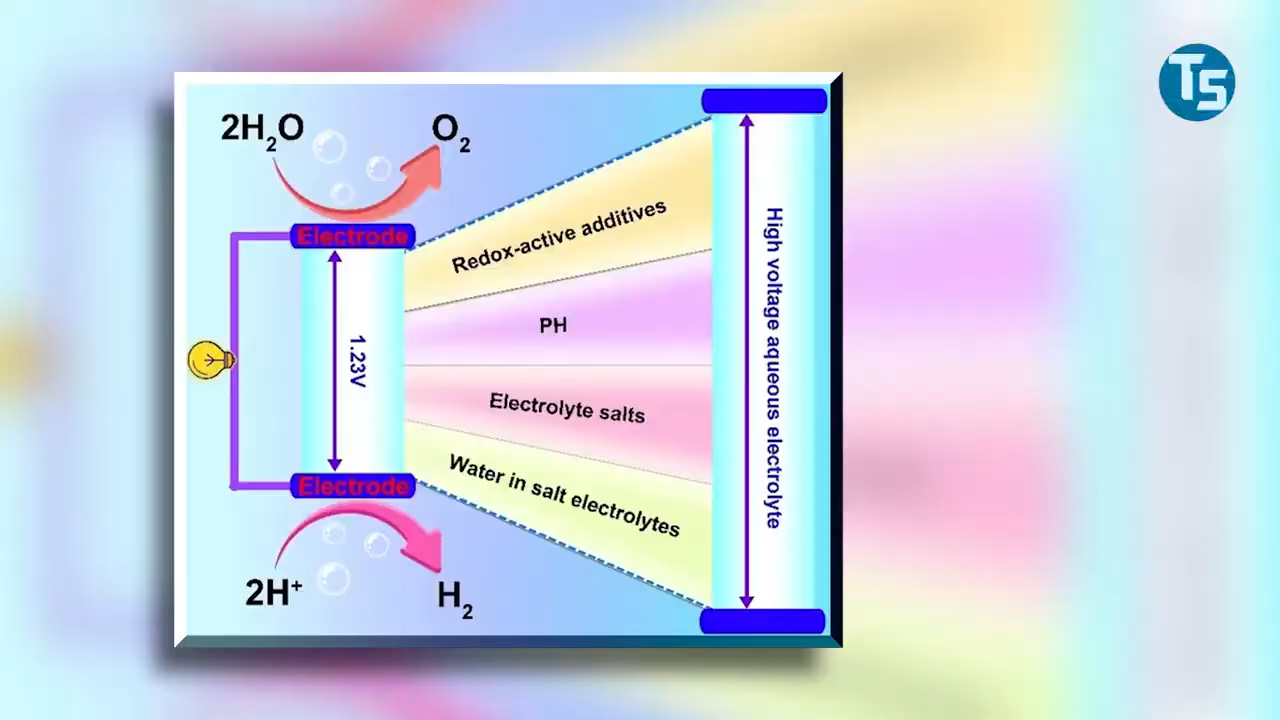 TS
2H₂O
O₂
Electrode
Redox-active additives
PH
1.23V
High voltage aqueous electrolyte
Electrolyte salts
Water in salt electrolytes
Electrode
2H⁺
H₂